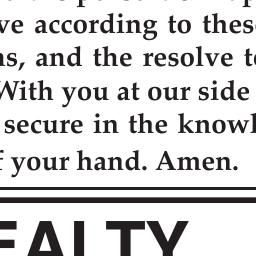 ve according to these
ns, and the resolve to
With you at our side
secure in the knowl
f your hand. Amen.
EALTY